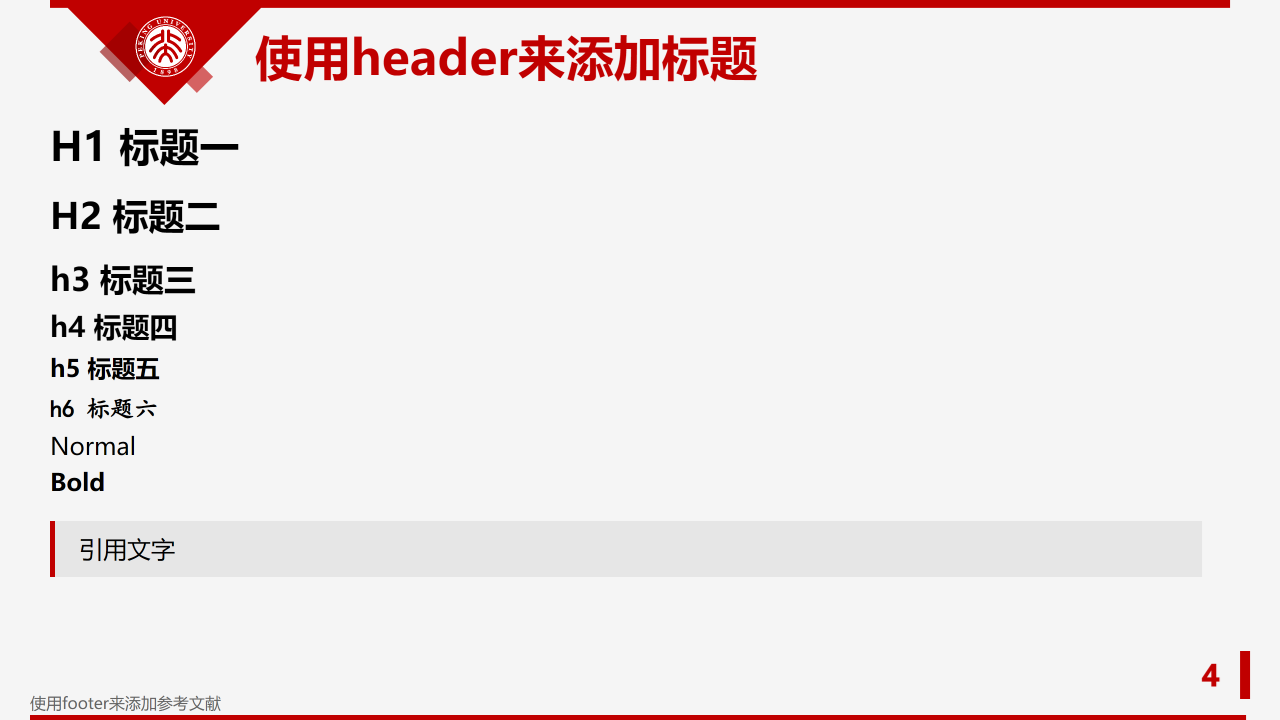 PEKING UNIVERSITY
1898
使用header来添加标题
H1 标题一
H2 标题二
h3 标题三
h4 标题四
h5 标题五
h6 标题六
Normal
Bold
引用文字
4
使用footer来添加参考文献